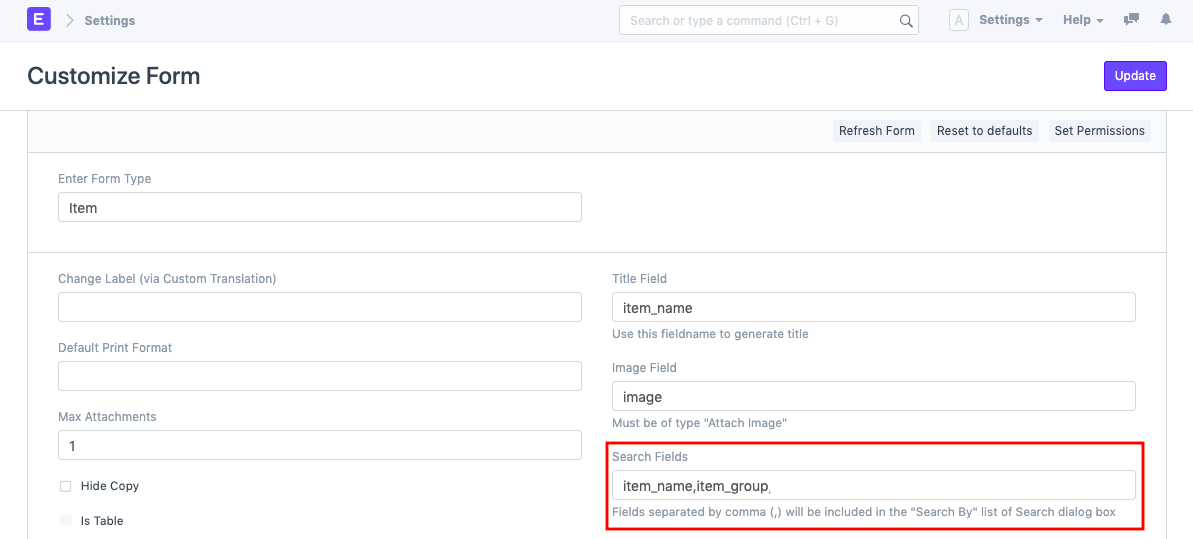 E Settings Search or type a command (Ctrl + G) A Settings Help
Customize Form Update
Refresh Form Reset to defaults Set Permissions
Enter Form Type
Item
Change Label (via Custom Translation) Title Field
item_name
Use this fieldname to generate title
Default Print Format
Image Field
image
Must be of type "Attach Image"
Max Attachments
1
Search Fields
item_name,item_group,
Fields separated by comma (,) will be included in the "Search By" list of Search dialog box
Hide Copy
Is Table